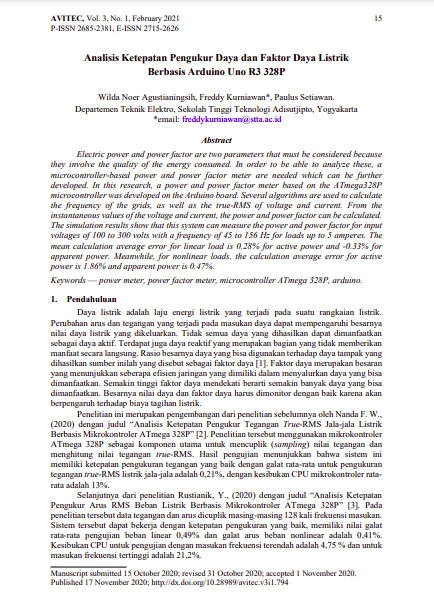 AVITEC, Vol. 3, No. 1, February 2021 15
P-ISSN 2685-2381, E-ISSN 2715-2626
Analisis Ketepatan Pengukur Daya dan Faktor Daya Listrik
Berbasis Arduino Uno R3 328P
Wilda Noer Agustianingsih, Freddy Kurniawan*, Paulus Setiawan.
Departemen Teknik Elektro, Sekolah Tinggi Teknologi Adisutjipto, Yogyakarta
*email: freddykurniawan@stta.ac.id
Abstract
Electric power and power factor are two parameters that must be considered because
they involve the quality of the energy consumed. In order to be able to analyze these, a
microcontroller-based power and power factor meter are needed which can be further
developed. In this research, a power and power factor meter based on the ATmega328P
microcontroller was developed on the Arduino board. Several algorithms are used to calculate
the frequency of the grids, as well as the true-RMS of voltage and current. From the
instantaneous values of the voltage and current, the power and power factor can be calculated.
The simulation results show that this system can measure the power and power factor for input
voltages of 100 to 300 volts with a frequency of 45 to 156 Hz for loads up to 5 amperes. The
mean calculation average error for linear load is 0.28% for active power and -0.33% for
apparent power. Meanwhile, for nonlinear loads, the calculation average error for active
power is 1.86% and apparent power is 0.47%.
Keywords — power meter, power factor meter, microcontroller ATmega 328P, arduino.
1. Pendahuluan
Daya listrik adalah laju energi listrik yang terjadi pada suatu rangkaian listrik.
Perubahan arus dan tegangan yang terjadi pada masukan daya dapat mempengaruhi besarnya
nilai daya listrik yang dikeluarkan. Tidak semua daya yang dihasilkan dapat dimanfaatkan
sebagai daya aktif. Terdapat juga daya reaktif yang merupakan bagian yang tidak memberikan
manfaat secara langsung. Rasio besarnya daya yang bisa digunakan terhadap daya tampak yang
dihasilkan sumber inilah yang disebut sebagai faktor daya [1]. Faktor daya merupakan besaran
yang menunjukkan seberapa efisien jaringan yang dimiliki dalam menyalurkan daya yang bisa
dimanfaatkan. Semakin tinggi faktor daya mendekati berarti semakin banyak daya yang bisa
dimanfaatkan. Besarnya nilai daya dan faktor daya harus dimonitor dengan baik karena akan
berpengaruh terhadap biaya tagihan listrik.
Penelitian ini merupakan pengembangan dari penelitian sebelumnya oleh Nanda F. W.,
(2020) dengan judul “Analisis Ketepatan Pengukur Tegangan True-RMS Jala-jala Listrik
Berbasis Mikrokontroler ATmega 328P” [2]. Penelitian tersebut menggunakan mikrokontroler
ATmega 328P sebagai komponen utama untuk mencuplik (sampling) nilai tegangan dan
menghitung nilai tegangan true-RMS. Hasil pengujian menunjukkan bahwa sistem ini
memiliki ketepatan pengukuran tegangan yang baik dengan galat rata-rata untuk pengukuran
tegangan true-RMS listrik jala-jala adalah 0,21%, dengan kesibukan CPU mikrokontroler rata-
rata adalah 13%.
Selanjutnya dari penelitian Rustianik, Y., (2020) dengan judul “Analisis Ketepatan
Pengukur Arus RMS Beban Listrik Berbasis Mikrokontroler ATmega 328P” [3]. Pada
penelitian tersebut data tegangan dan arus dicuplik masing-masing 128 kali frekuensi masukan.
Sistem tersebut dapat bekerja dengan ketepatan pengukuran yang baik, memiliki nilai galat
rata-rata pengujian beban linear 0,49% dan galat arus beban nonlinear adalah 0,41%.
Kesibukan CPU untuk pengujian dengan masukan frekuensi terendah adalah 4,75 % dan untuk
masukan frekuensi tertinggi adalah 21,2%.
Manuscript submitted 15 October 2020; revised 31 October 2020; accepted 1 November 2020.
Published 17 November 2020; http://dx.doi.org/10.28989/avitec.v3i1.794